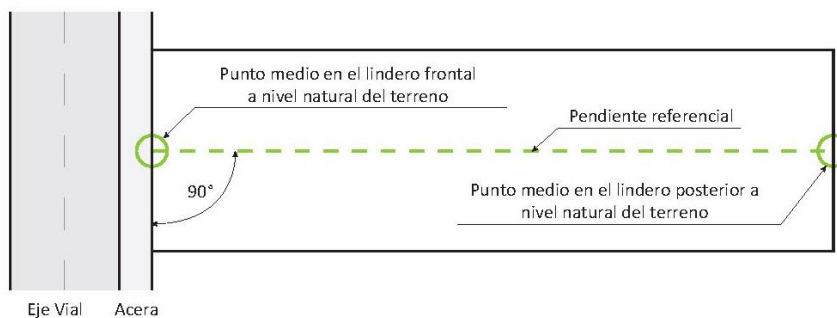 Punto medio en el lindero frontal
a nivel natural del terreno
Pendiente referencial
90°
Punto medio en el lindero posterior a
nivel natural del terreno
Eje Vial
Acera